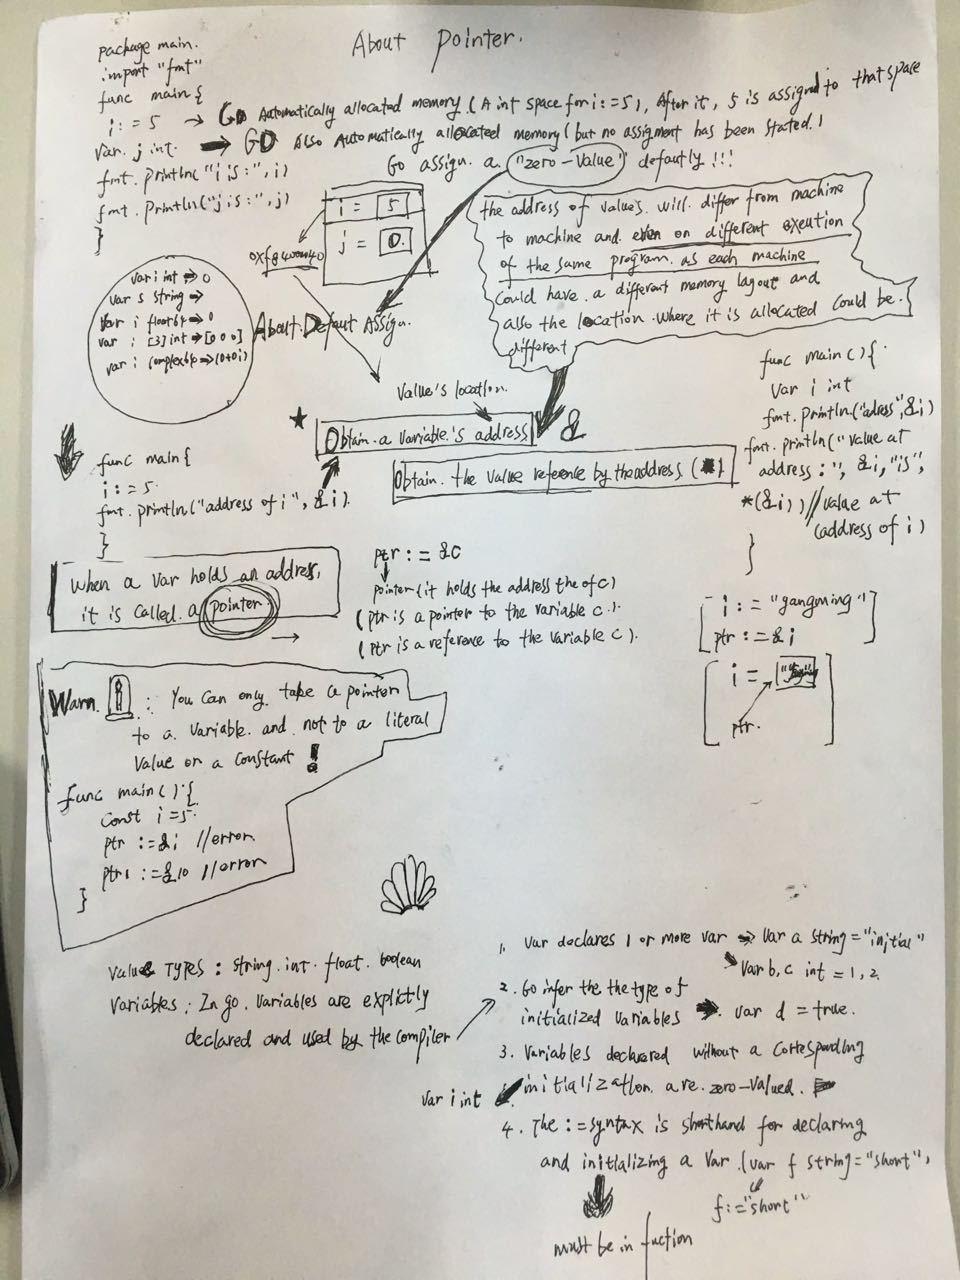 About pointer.
package main.
import "fmt"
func main {
i := 5 → GO Automatically allocated memory. (A int space for i:=5), After it, 5 is assigned to that space
var. j int. → GO Also Automatically allocated memory (but no assigment has been stated.)
Go assign. a. "zero-Value" defautly !!!
fmt.println("i is:", i)
fmt.println("j is:", j)
}
i = 5
j = 0.
the address of value's. will. differ from machine
to machine and. even on different exeution
of the same program. as each machine
could have. a different memory layout and
also the location. where it is allocated could be.
different
var i int ⇒ 0
var s string ⇒
var i float64 ⇒ 0
var i [3]int ⇒ [0 0 0]
var i complex64 ⇒ (0+0i)
About. Defaut Assign.
Value's location.
★ Obtain. a variable.'s address &
Obtain. the value reference by the address. (*)
func main {
i := 5.
fmt.println("address of i", &i).
}
func main () {
Var i int
fmt.println("adress", &i)
fmt.println("value at
address:", &i, "is",
*(&i)) // value at
(address of i)
}
when a var holds an address,
it is called. a pointer.
→
ptr := &c
pointer (it holds the address the of c)
(ptr is a pointer to the variable c.).
(ptr is a reference to the variable c).
i := "gangming"
ptr := &i
i =
ptr.
Warn. : You can only take a pointer
to a variable. and not to a literal
value or a constant !
func main() {
const i = 5.
ptr := &i //error.
ptr1 := &10 //error
}
Value TYPES : string. int. float. boolean
Variables : In go. variables are explictly
declared and used by the compiler
1. Var declares 1 or more var → Var a string = "initial"
Var b, c int = 1, 2.
2. Go infer the the type of
initialized variables → var d = true.
3. Variables declared without a corresponding
initialization. are. zero-valued.
var i int
4. The := syntax is shorthand for declaring
and initializing a var. (var f string = "short",
f := "short"
must be in fuction